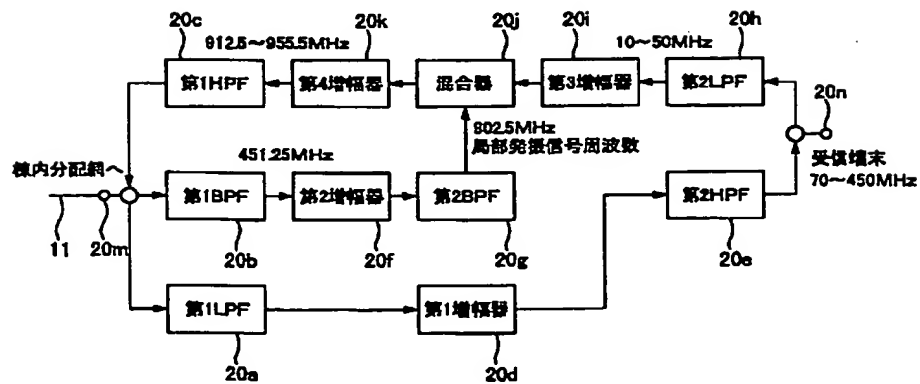 20c
20k
20j
20i
20h
912.5～955.5MHz
10～50MHz
第1HPF
第4増幅器
混合器
第3増幅器
第2LPF
20n
902.5MHz
局部発振信号周波数
受信端末
70～450MHz
棟内分配網へ
451.25MHz
第1BPF
第2増幅器
第2BPF
第2HPF
11
20m
20b
20f
20g
20e
第1LPF
第1増幅器
20a
20d